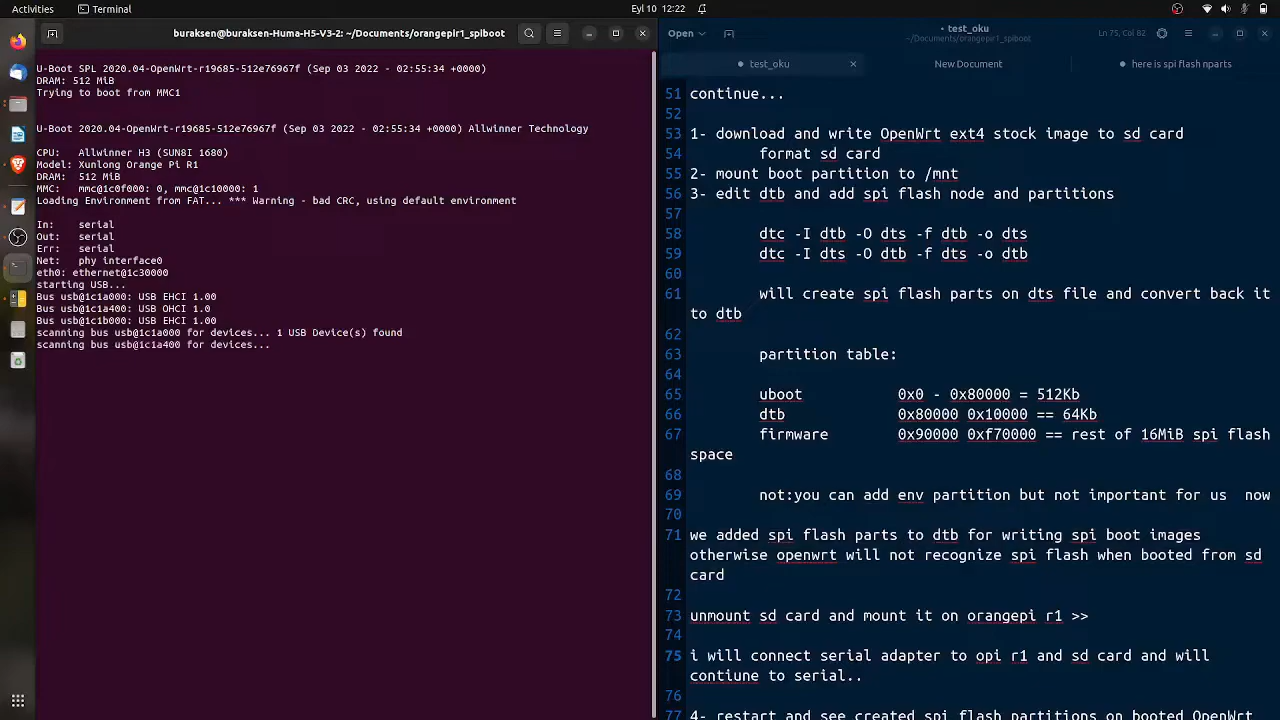 Activities
Terminal
Eyl 10 12:22
buraksen@buraksen-Huma-H5-V3-2: ~/Documents/orangepir1_spiboot
U-Boot SPL 2020.04-OpenWrt-r19685-512e76967f (Sep 03 2022 - 02:55:34 +0000)
DRAM: 512 MiB
Trying to boot from MMC1
U-Boot 2020.04-OpenWrt-r19685-512e76967f (Sep 03 2022 - 02:55:34 +0000) Allwinner Technology
CPU: Allwinner H3 (SUN8I 1680)
Model: Xunlong Orange Pi R1
DRAM: 512 MiB
MMC: mmc@1c0f000: 0, mmc@1c10000: 1
Loading Environment from FAT... *** Warning - bad CRC, using default environment
In: serial
Out: serial
Err: serial
Net: phy interface0
eth0: ethernet@1c30000
starting USB...
Bus usb@1c1a000: USB EHCI 1.00
Bus usb@1c1a400: USB OHCI 1.0
Bus usb@1c1b000: USB EHCI 1.00
scanning bus usb@1c1a000 for devices... 1 USB Device(s) found
scanning bus usb@1c1a400 for devices...
Open
• test_oku
~/Documents/orangepir1_spiboot
Ln 75, Col 82
test_oku
New Document
here is spi flash nparts
51 continue...
52
53 1- download and write OpenWrt ext4 stock image to sd card
54 format sd card
55 2- mount boot partition to /mnt
56 3- edit dtb and add spi flash node and partitions
57
58 dtc -I dtb -O dts -f dtb -o dts
59 dtc -I dts -O dtb -f dts -o dtb
60
61 will create spi flash parts on dts file and convert back it
to dtb
62
63 partition table:
64
65 uboot 0x0 - 0x80000 = 512Kb
66 dtb 0x80000 0x10000 == 64Kb
67 firmware 0x90000 0xf70000 == rest of 16MiB spi flash
space
68
69 not:you can add env partition but not important for us now
70
71 we added spi flash parts to dtb for writing spi boot images
otherwise openwrt will not recognize spi flash when booted from sd
card
72
73 unmount sd card and mount it on orangepi r1 >>
74
75 i will connect serial adapter to opi r1 and sd card and will
contiune to serial..
76
77 4- restart and see created spi flash partitions on booted OpenWrt